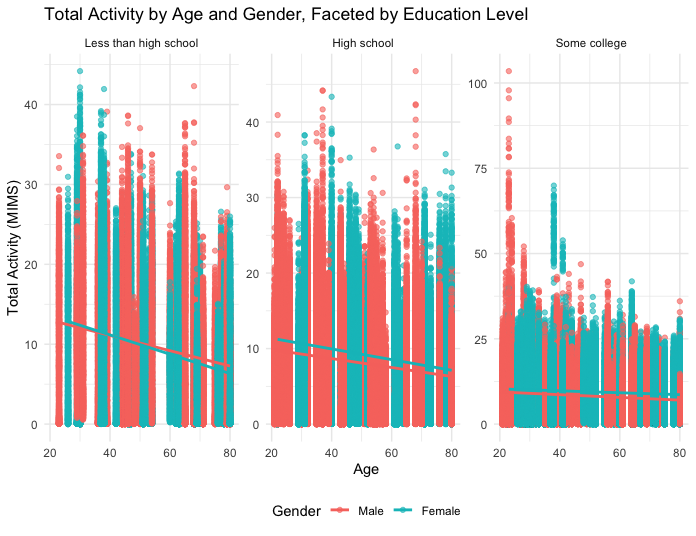 Total Activity by Age and Gender, Faceted by Education Level
Less than high school
High school
Some college
Total Activity (MIMS)
40
30
20
10
0
40
30
20
10
0
100
75
50
25
0
20 40 60 80
20 40 60 80
20 40 60 80
Age
Gender Male Female